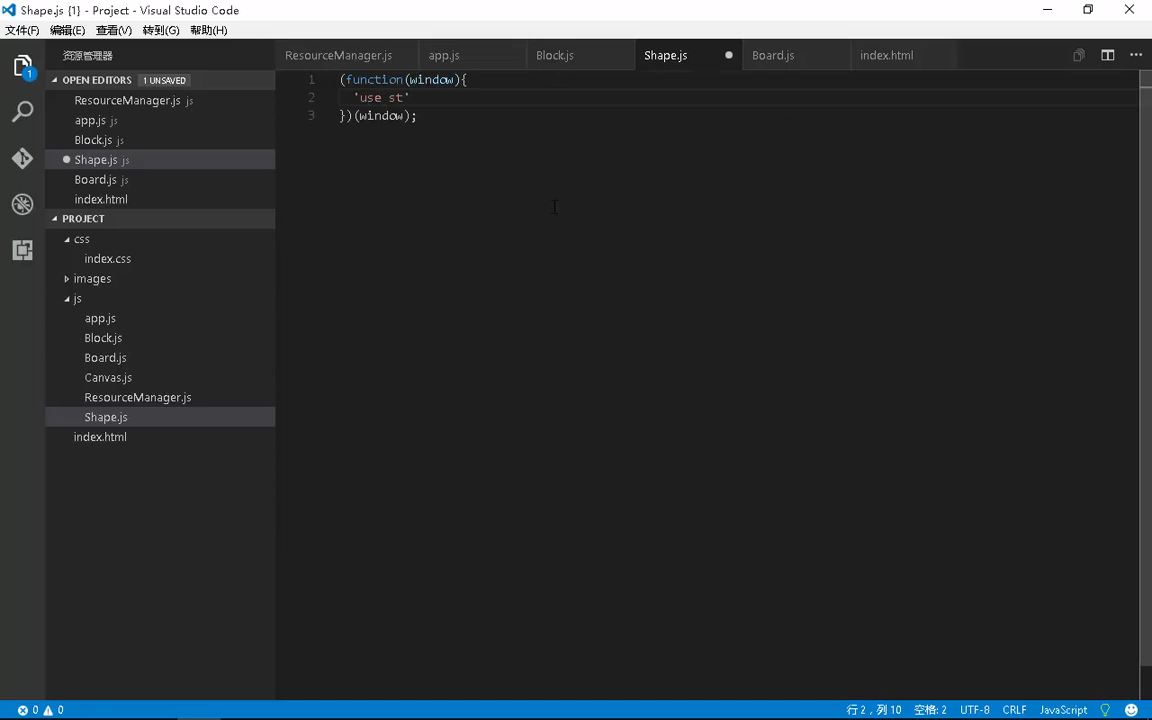 Shape.js {1} - Project - Visual Studio Code
文件(F) 编辑(E) 查看(V) 转到(G) 帮助(H)
资源管理器
ResourceManager.js app.js Block.js Shape.js Board.js index.html
1
OPEN EDITORS 1 UNSAVED
ResourceManager.js js
app.js js
Block.js js
Shape.js js
Board.js js
index.html
PROJECT
css
index.css
images
js
app.js
Block.js
Board.js
Canvas.js
ResourceManager.js
Shape.js
index.html
1 (function(window){
2 'use st'
3 })(window);
0 0 行 2，列 10 空格: 2 UTF-8 CRLF JavaScript